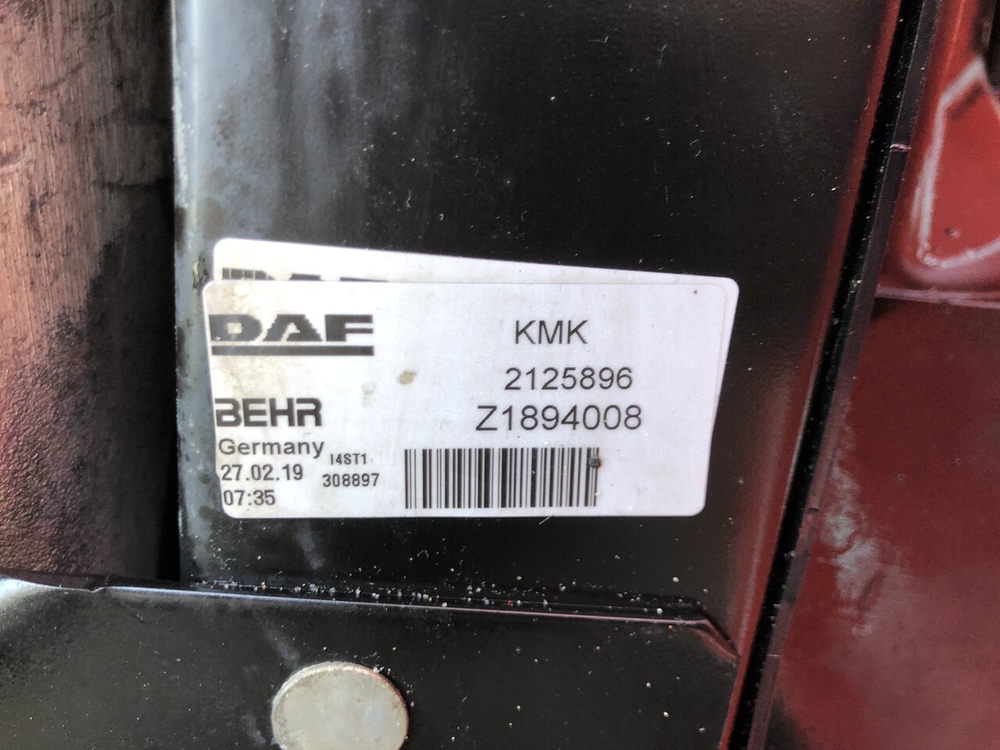 DAF
KMK
2125896
BEHR
Z1894008
Germany
27.02.19
I4ST1
308897
07:35